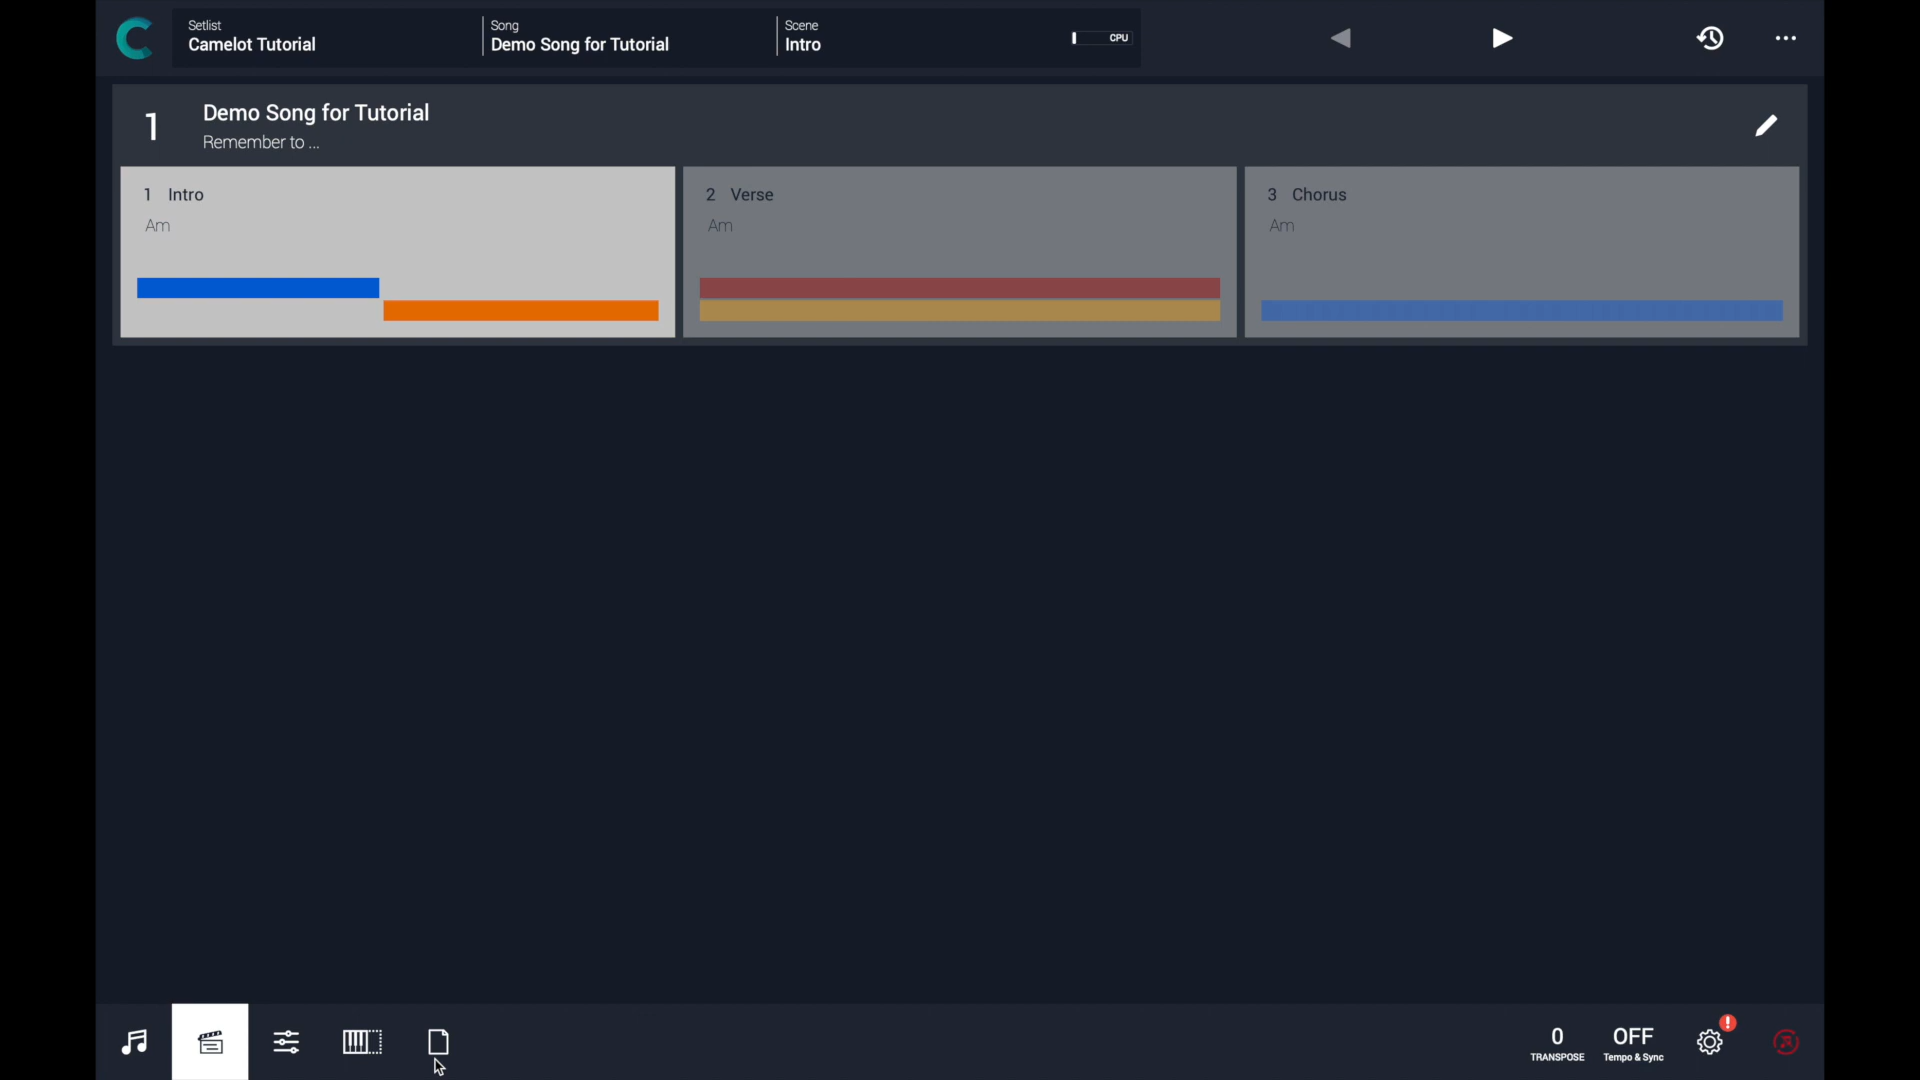 Setlist
Camelot Tutorial
Song
Demo Song for Tutorial
Scene
Intro
CPU
1
Demo Song for Tutorial
Remember to ...
1 Intro
Am
2 Verse
Am
3 Chorus
Am
0
TRANSPOSE
OFF
Tempo & Sync
!